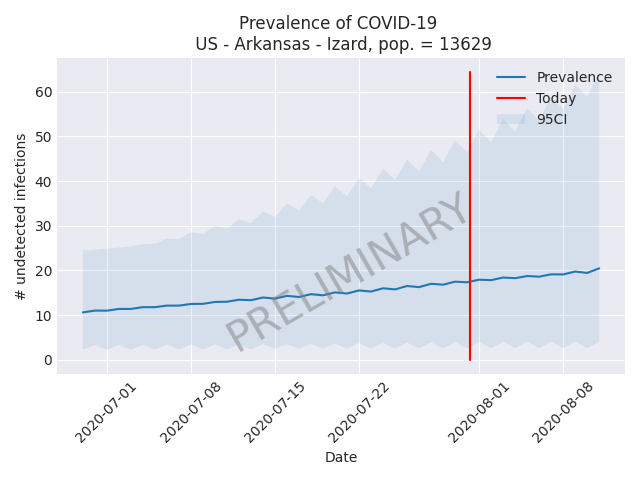 Prevalence of COVID-19
US - Arkansas - Izard, pop. = 13629
Prevalence
Today
95CI
# undetected infections
60
50
40
30
20
10
0
PRELIMINARY
2020-07-01
2020-07-08
2020-07-15
2020-07-22
2020-08-01
2020-08-08
Date